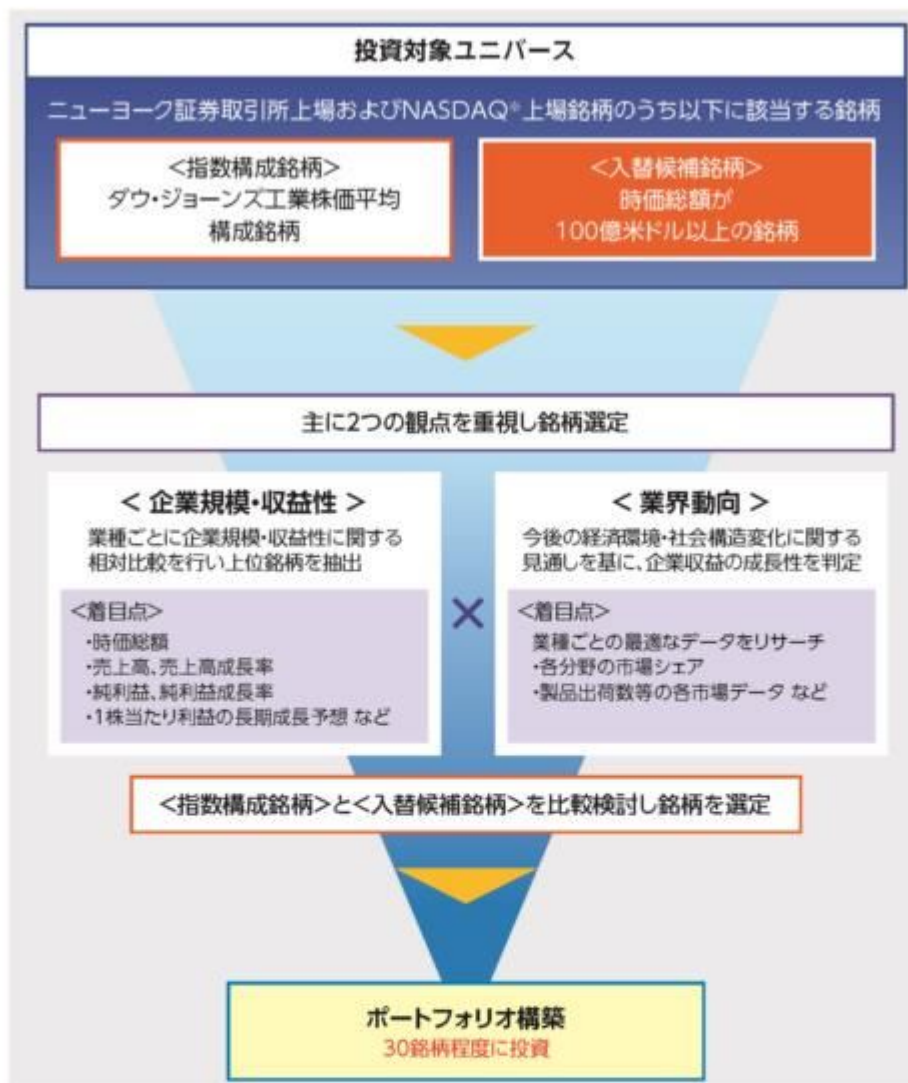 投資対象ユニバース
ニューヨーク証券取引所上場およびNASDAQ※上場銘柄のうち以下に該当する銘柄
<指数構成銘柄>
ダウ・ジョーンズ工業株価平均
構成銘柄
<入替候補銘柄>
時価総額が
100億米ドル以上の銘柄
主に2つの観点を重視し銘柄選定
< 企業規模・収益性 >
業種ごとに企業規模・収益性に関する
相対比較を行い上位銘柄を抽出
<着目点>
・時価総額
・売上高、売上高成長率
・純利益、純利益成長率
・1株当たり利益の長期成長予想 など
×
< 業界動向 >
今後の経済環境・社会構造変化に関する
見通しを基に、企業収益の成長性を判定
<着目点>
業種ごとの最適なデータをリサーチ
・各分野の市場シェア
・製品出荷数等の各市場データ など
<指数構成銘柄>と<入替候補銘柄>を比較検討し銘柄を選定
ポートフォリオ構築
30銘柄程度に投資